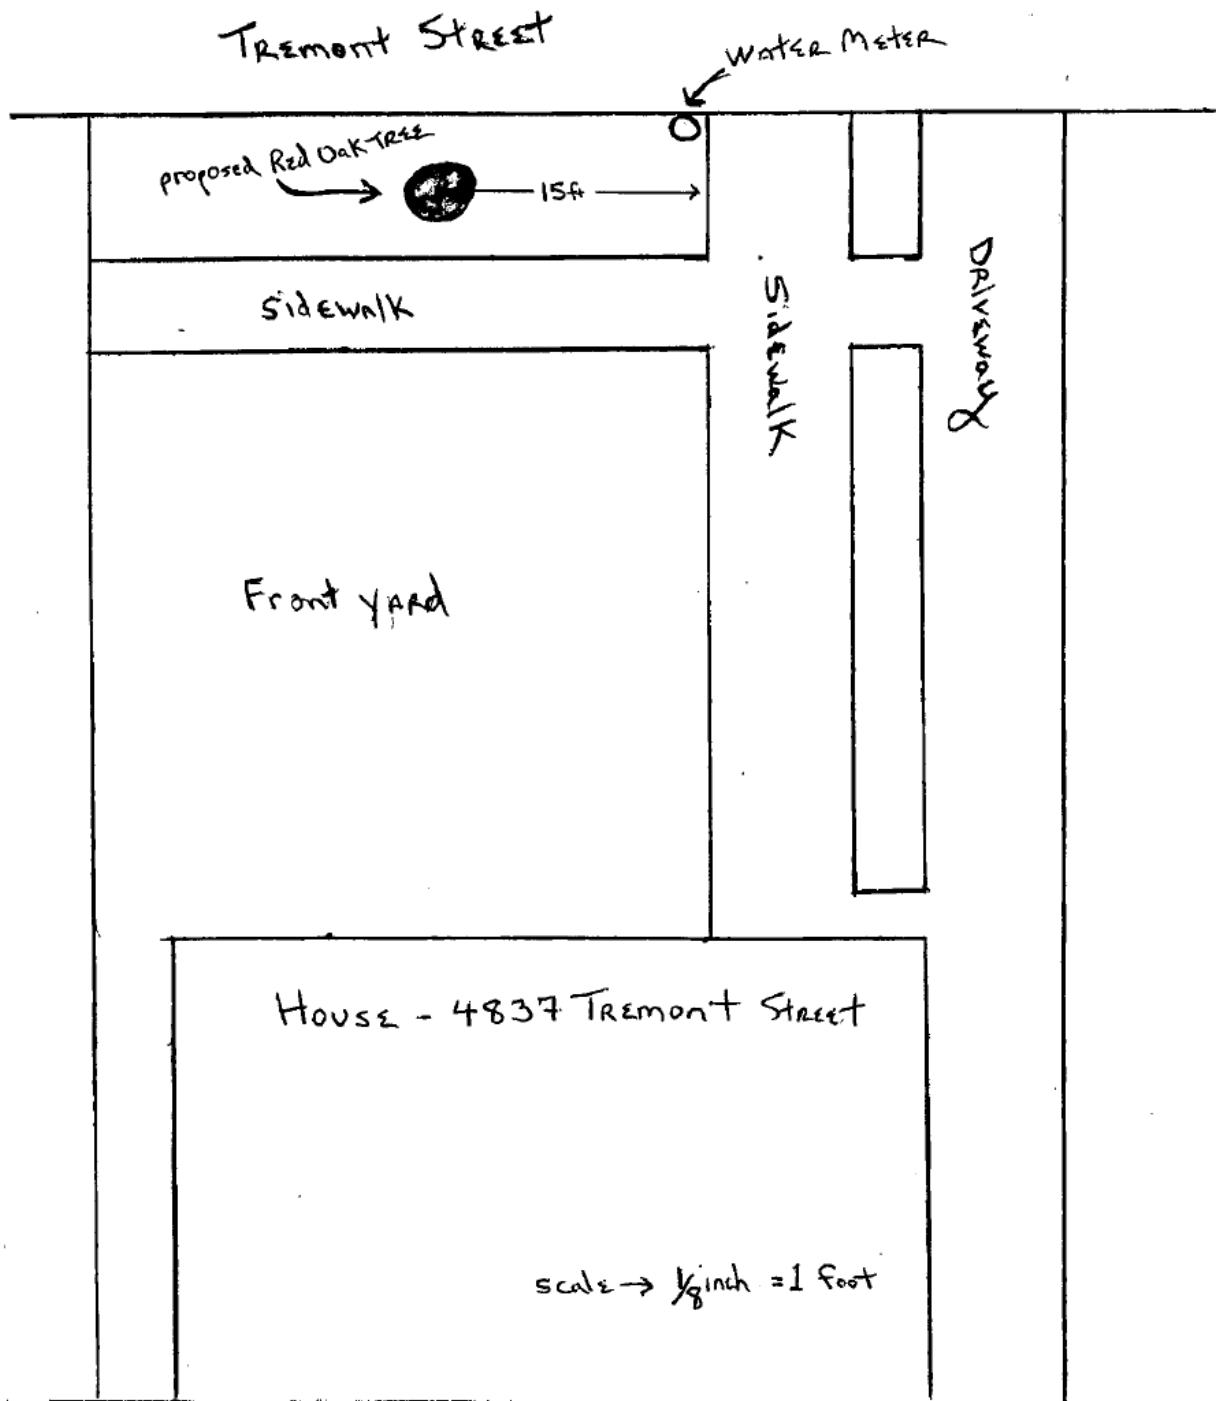 Tremont Street
Water Meter
proposed Red Oak Tree
15ft
Sidewalk
Sidewalk
Driveway
Front yard
House - 4837 Tremont Street
scale → 1/8 inch = 1 foot